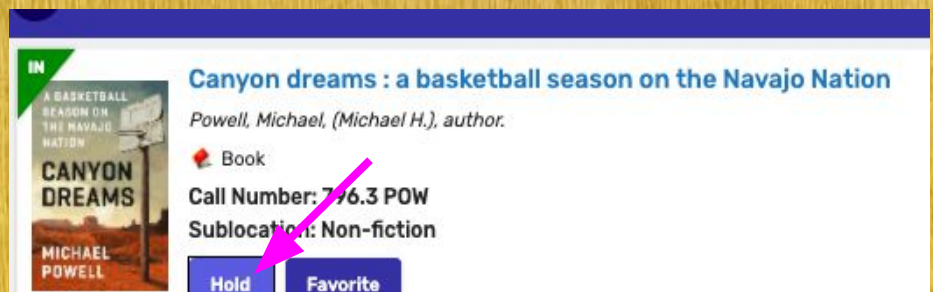 IN
A BASKETBALL
SEASON ON
THE NAVAJO
NATION
CANYON
DREAMS
MICHAEL
POWELL
Canyon dreams : a basketball season on the Navajo Nation
Powell, Michael, (Michael H.), author.
Book
Call Number: 796.3 POW
Sublocation: Non-fiction
Hold
Favorite